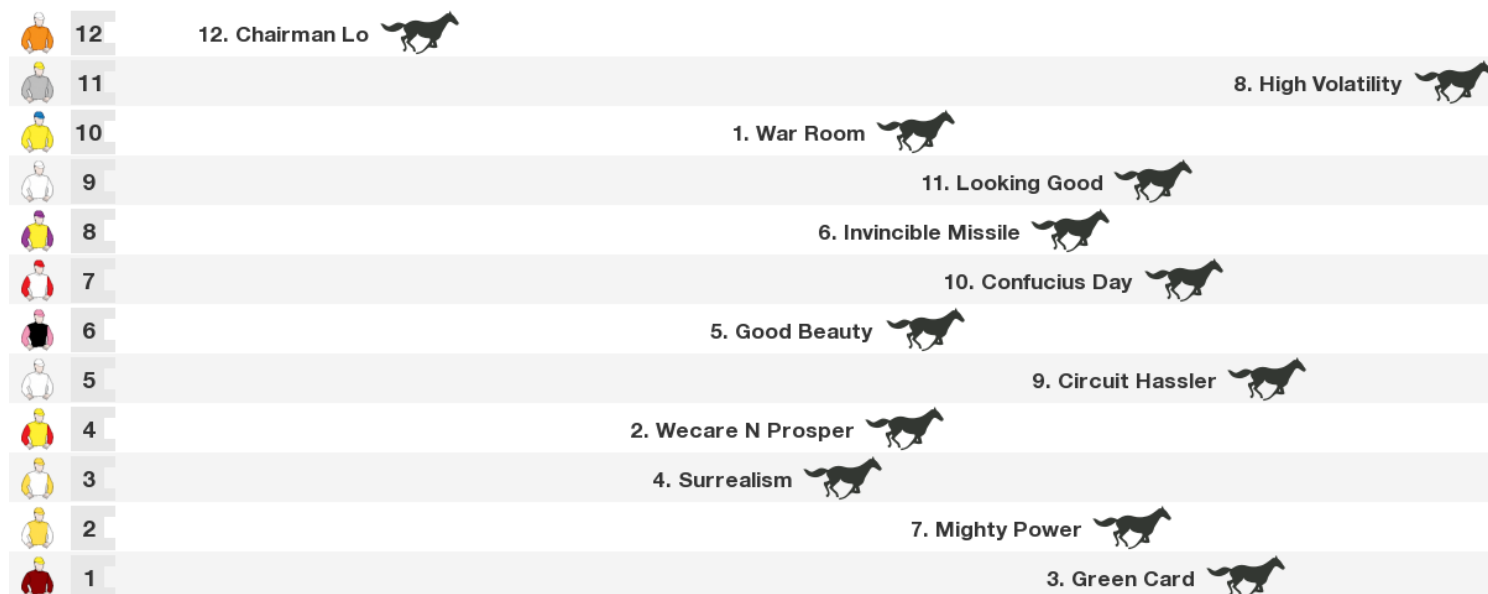 12 12. Chairman Lo
11 8. High Volatility
10 1. War Room
9 11. Looking Good
8 6. Invincible Missile
7 10. Confucius Day
6 5. Good Beauty
5 9. Circuit Hassler
4 2. Wecare N Prosper
3 4. Surrealism
2 7. Mighty Power
1 3. Green Card